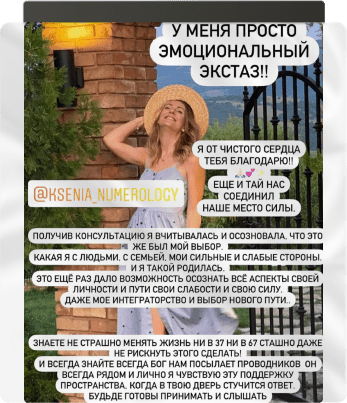 У МЕНЯ ПРОСТО
ЭМОЦИОНАЛЬНЫЙ
ЭКСТАЗ!!
Я ОТ ЧИСТОГО СЕРДЦА
ТЕБЯ БЛАГОДАРЮ!!
@KSENIA_NUMEROLOGY
ЕЩЕ И ТАЙ НАС
СОЕДИНИЛ
НАШЕ МЕСТО СИЛЫ.
ПОЛУЧИВ КОНСУЛЬТАЦИЮ Я ВЧИТЫВАЛАСЬ И ОСОЗНОВАЛА, ЧТО ЭТО
ЖЕ БЫЛ МОЙ ВЫБОР.
КАКАЯ Я С ЛЮДЬМИ, С СЕМЬЕЙ, МОИ СИЛЬНЫЕ И СЛАБЫЕ СТОРОНЫ.
И Я ТАКОЙ РОДИЛАСЬ.
ЭТО ЕЩЁ РАЗ ДАЛО ВОЗМОЖНОСТЬ ОСОЗНАТЬ ВСЁ АСПЕКТЫ СВОЕЙ
ЛИЧНОСТИ И ПУТИ СВОИ СЛАБОСТИ И СВОЮ СИЛУ.
ДАЖЕ МОЕ ИНТЕГРАТОРСТВО И ВЫБОР НОВОГО ПУТИ..
ЗНАЕТЕ НЕ СТРАШНО МЕНЯТЬ ЖИЗНЬ НИ В 37 НИ В 67 СТАШНО ДАЖЕ
НЕ РИСКНУТЬ ЭТОГО СДЕЛАТЬ!
И ВСЕГДА ЗНАЙТЕ ВСЕГДА БОГ НАМ ПОСЫЛАЕТ ПРОВОДНИКОВ ОН
ВСЕГДА РЯДОМ И ЛИЧНО Я ЧУВСТВУЮ ЭТУ ПОДДЕРЖКУ
ПРОСТРАНСТВА, КОГДА В ТВОЮ ДВЕРЬ СТУЧИТСЯ ОТВЕТ.
БУДЬДЕ ГОТОВЫ ПРИНИМАТЬ И СЛЫШАТЬ